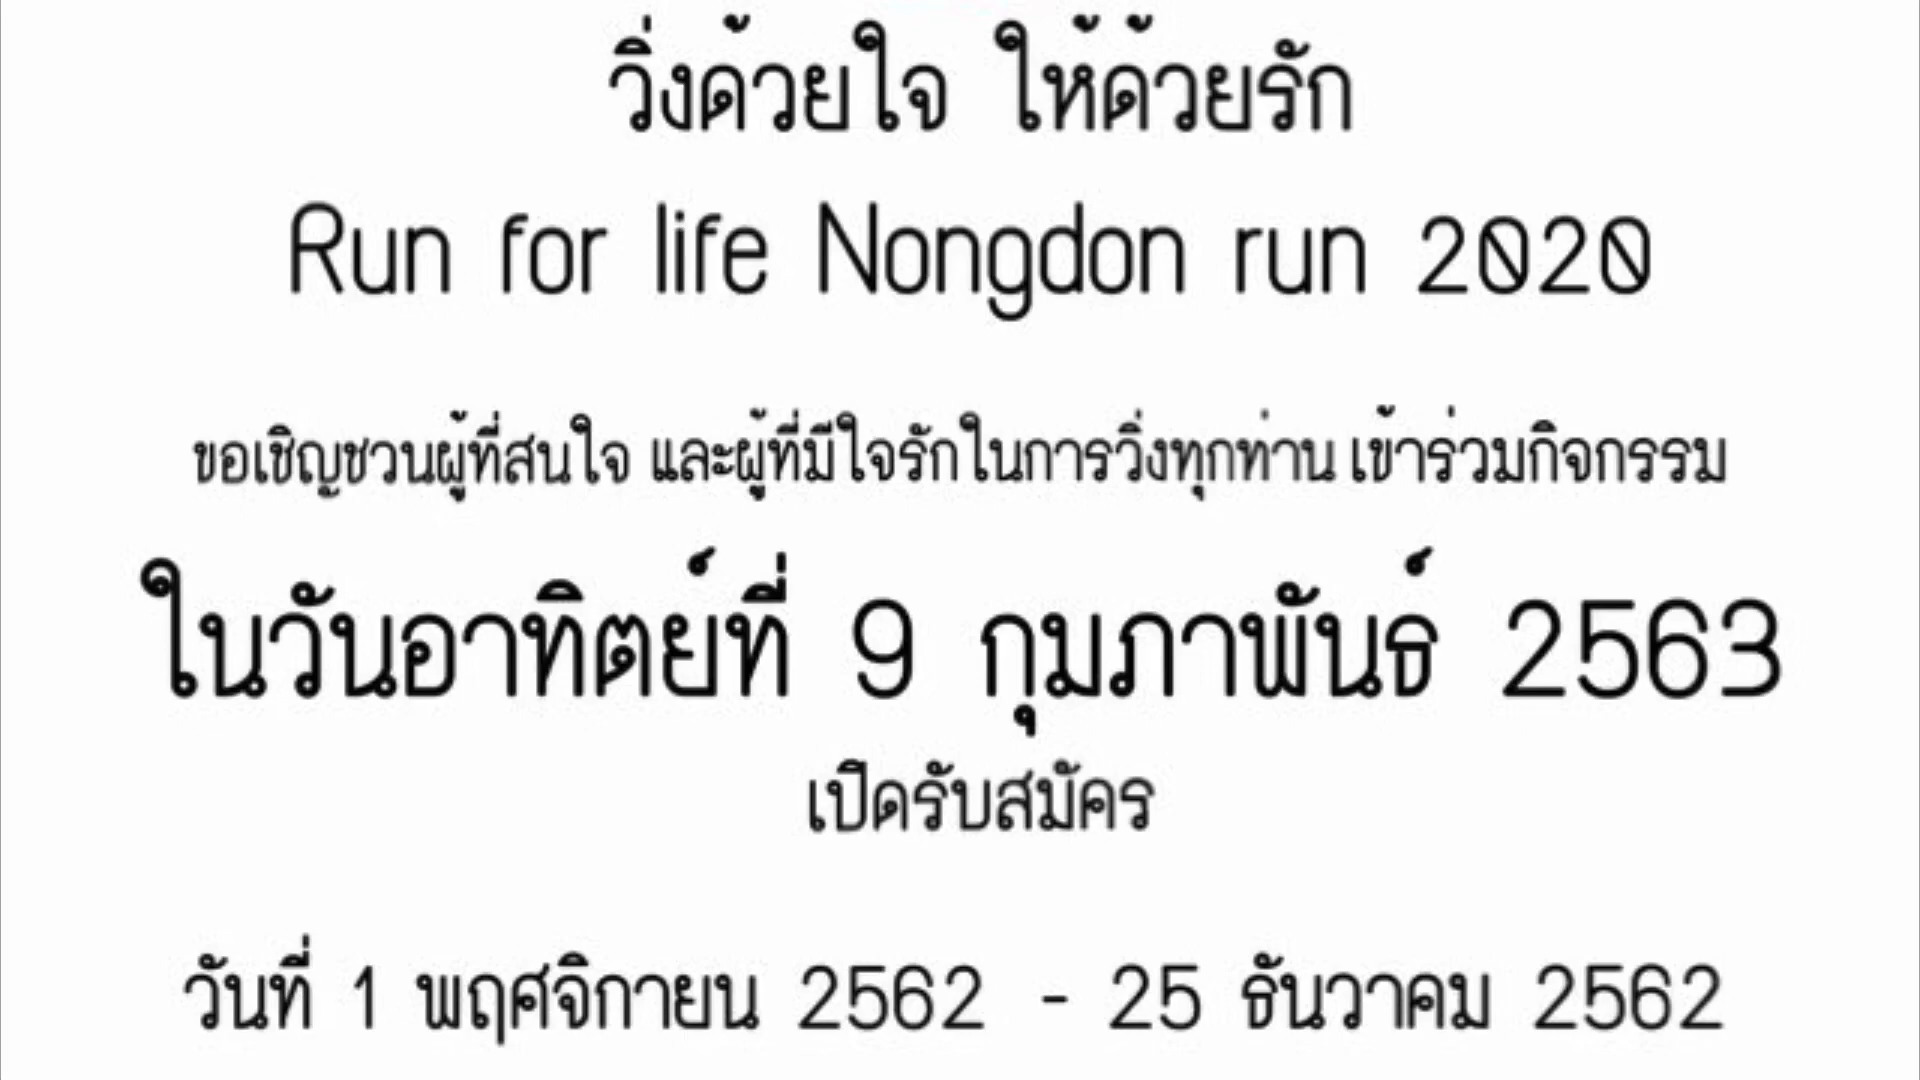 วิ่งด้วยใจ ให้ด้วยรัก
Run for life Nongdon run 2020
ขอเชิญชวนผู้ที่สนใจ และผู้ที่มีใจรักในการวิ่งทุกท่าน เข้าร่วมกิจกรรม
ในวันอาทิตย์ที่ 9 กุมภาพันธ์ 2563
เปิดรับสมัคร
วันที่ 1 พฤศจิกายน 2562 - 25 ธันวาคม 2562